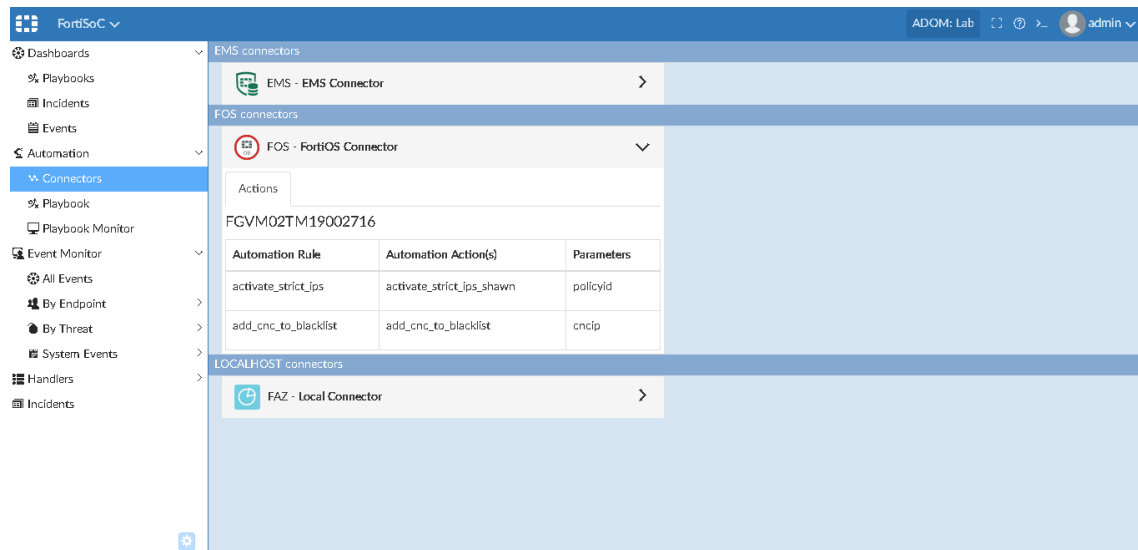 FortiSoC
ADOM: Lab
admin
Dashboards
Playbooks
Incidents
Events
Automation
Connectors
Playbook
Playbook Monitor
Event Monitor
All Events
By Endpoint
By Threat
System Events
Handlers
Incidents
EMS connectors
EMS - EMS Connector
FOS connectors
FOS - FortiOS Connector
Actions
FGVM02TM19002716
Automation Rule Automation Action(s) Parameters
activate_strict_ips activate_strict_ips_shawn policyid
add_cnc_to_blacklist add_cnc_to_blacklist cncip
LOCALHOST connectors
FAZ - Local Connector